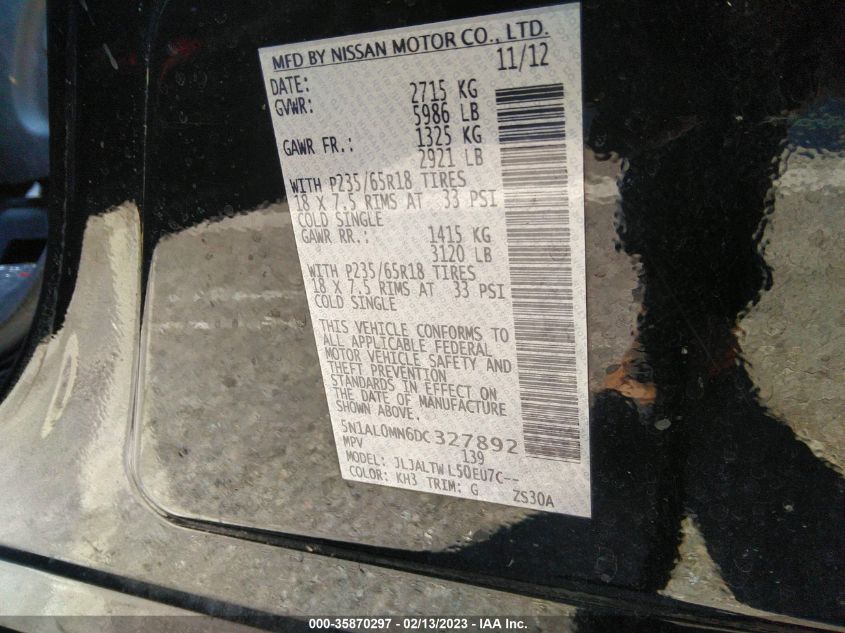 MFD BY NISSAN MOTOR CO., LTD.
DATE: 11/12
GVWR: 2715 KG
5986 LB
GAWR FR.: 1325 KG
2921 LB
WITH P235/65R18 TIRES
18 X 7.5 RIMS AT 33 PSI
COLD SINGLE
GAWR RR.: 1415 KG
3120 LB
WITH P235/65R18 TIRES
18 X 7.5 RIMS AT 33 PSI
COLD SINGLE
THIS VEHICLE CONFORMS TO
ALL APPLICABLE FEDERAL
MOTOR VEHICLE SAFETY AND
THEFT PREVENTION
STANDARDS IN EFFECT ON
THE DATE OF MANUFACTURE
SHOWN ABOVE.
5N1AL0MN6DC327892
MPV 139
MODEL: JLJALTWL50EU7C--
COLOR: KH3 TRIM: G ZS30A
000-35870297 - 02/13/2023 - IAA Inc.